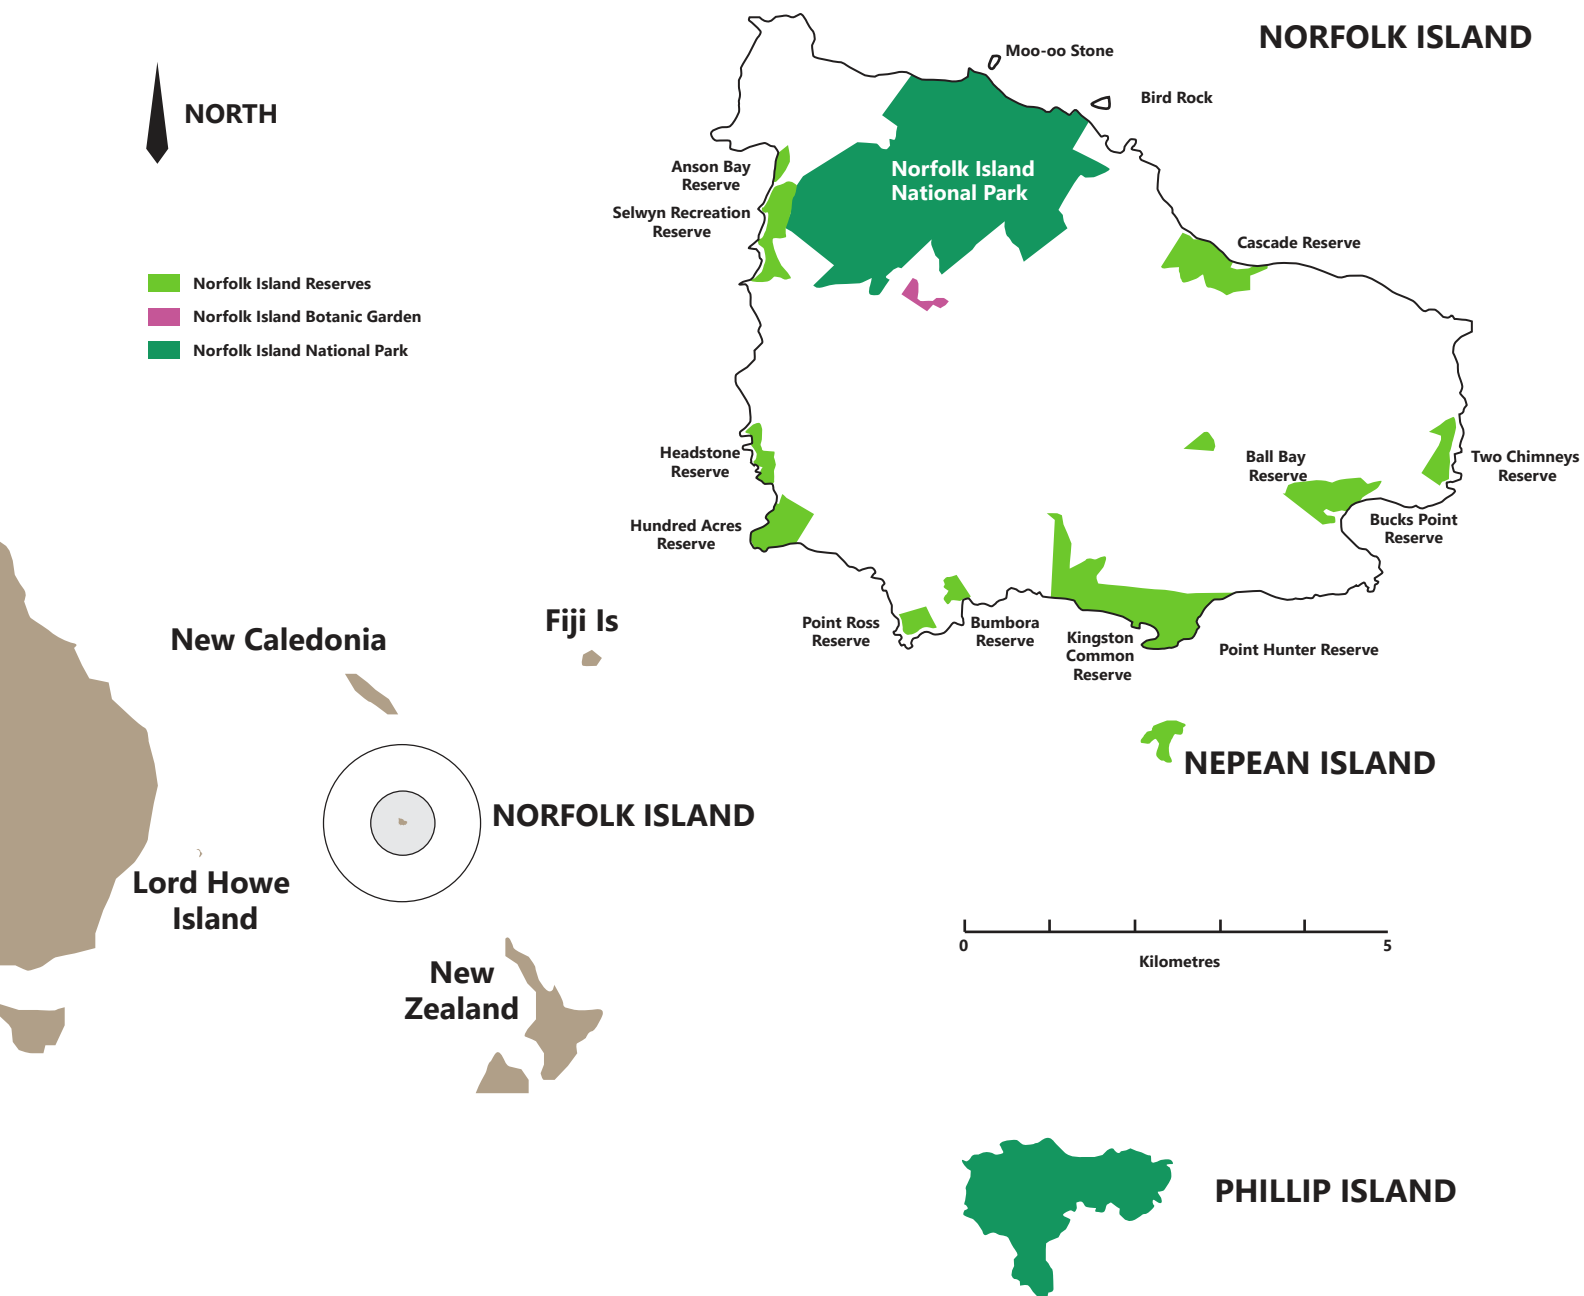 NORFOLK ISLAND
Moo-oo Stone
Bird Rock
NORTH
Norfolk Island
National Park
Anson Bay
Reserve
Selwyn Recreation
Reserve
Cascade Reserve
Norfolk Island Reserves
Norfolk Island Botanic Garden
Norfolk Island National Park
Headstone
Reserve
Ball Bay
Reserve
Two Chimneys
Reserve
Hundred Acres
Reserve
Bucks Point
Reserve
Point Ross
Reserve
Bumbora
Reserve
Kingston
Common
Reserve
Point Hunter Reserve
Fiji Is
New Caledonia
NEPEAN ISLAND
NORFOLK ISLAND
Lord Howe
Island
New
Zealand
0
5
Kilometres
PHILLIP ISLAND